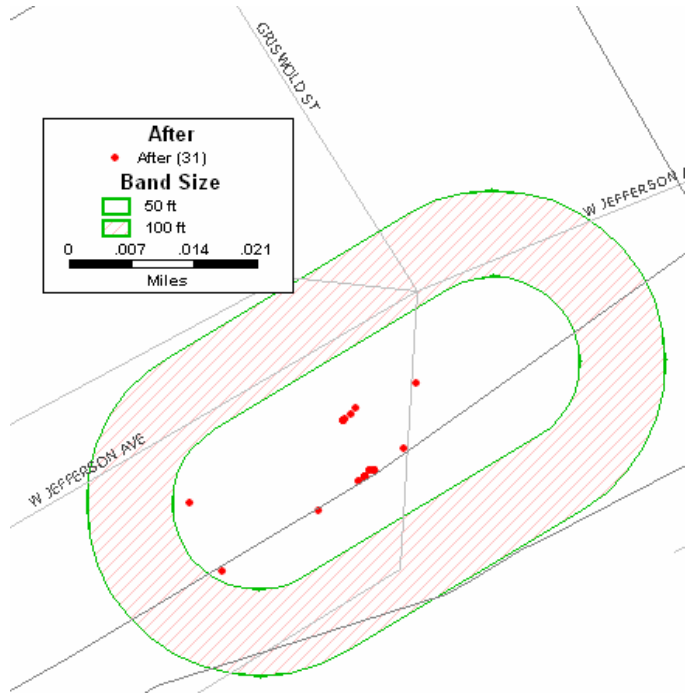 GRISWOLD ST
After
After (31)
Band Size
50 ft
100 ft
0 .007 .014 .021
Miles
W JEFFERSON A
W JEFFERSON AVE